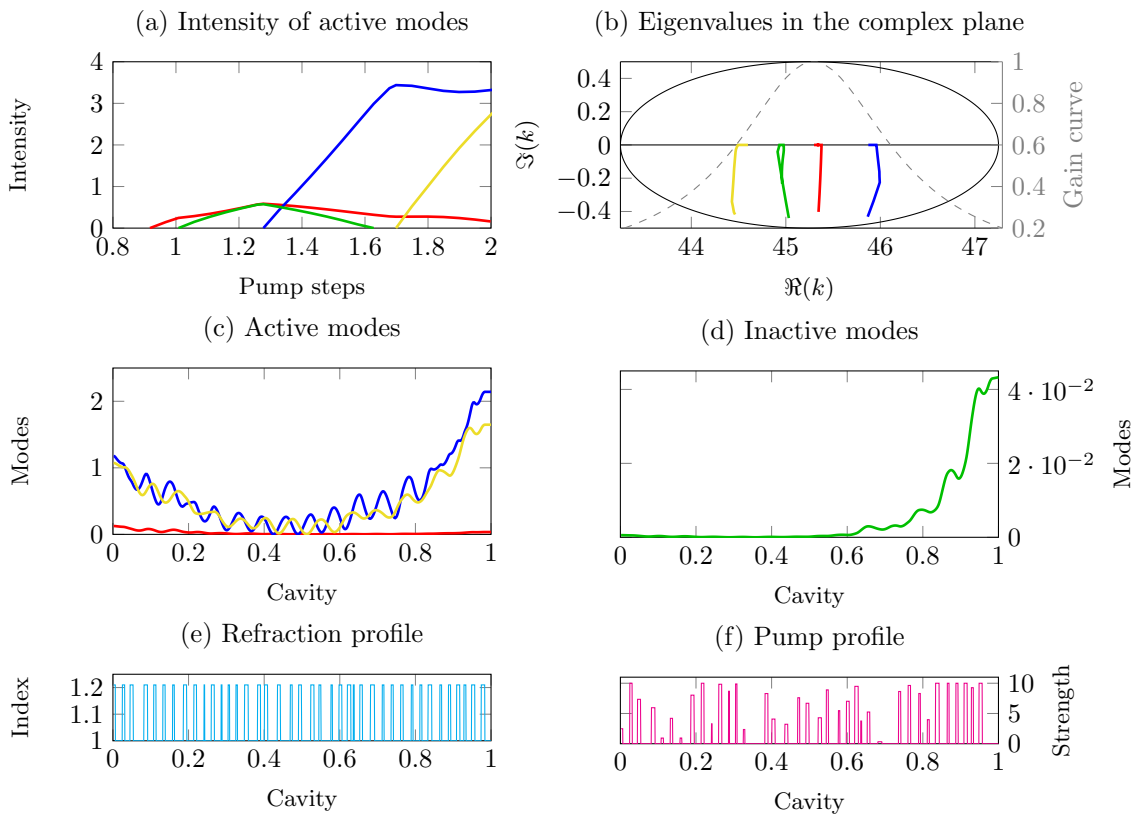 (a) Intensity of active modes
Intensity
4
3
2
1
0
0.8 1 1.2 1.4 1.6 1.8 2
Pump steps
(b) Eigenvalues in the complex plane
ℑ(k)
0.4
0.2
0
−0.2
−0.4
44 45 46 47
ℜ(k)
1
0.8
0.6
0.4
0.2
Gain curve
(c) Active modes
Modes
2
1
0
0 0.2 0.4 0.6 0.8 1
Cavity
(d) Inactive modes
4 · 10⁻²
2 · 10⁻²
0
Modes
0 0.2 0.4 0.6 0.8 1
Cavity
(e) Refraction profile
Index
1.2
1.1
1
0 0.2 0.4 0.6 0.8 1
Cavity
(f) Pump profile
10
5
0
Strength
0 0.2 0.4 0.6 0.8 1
Cavity